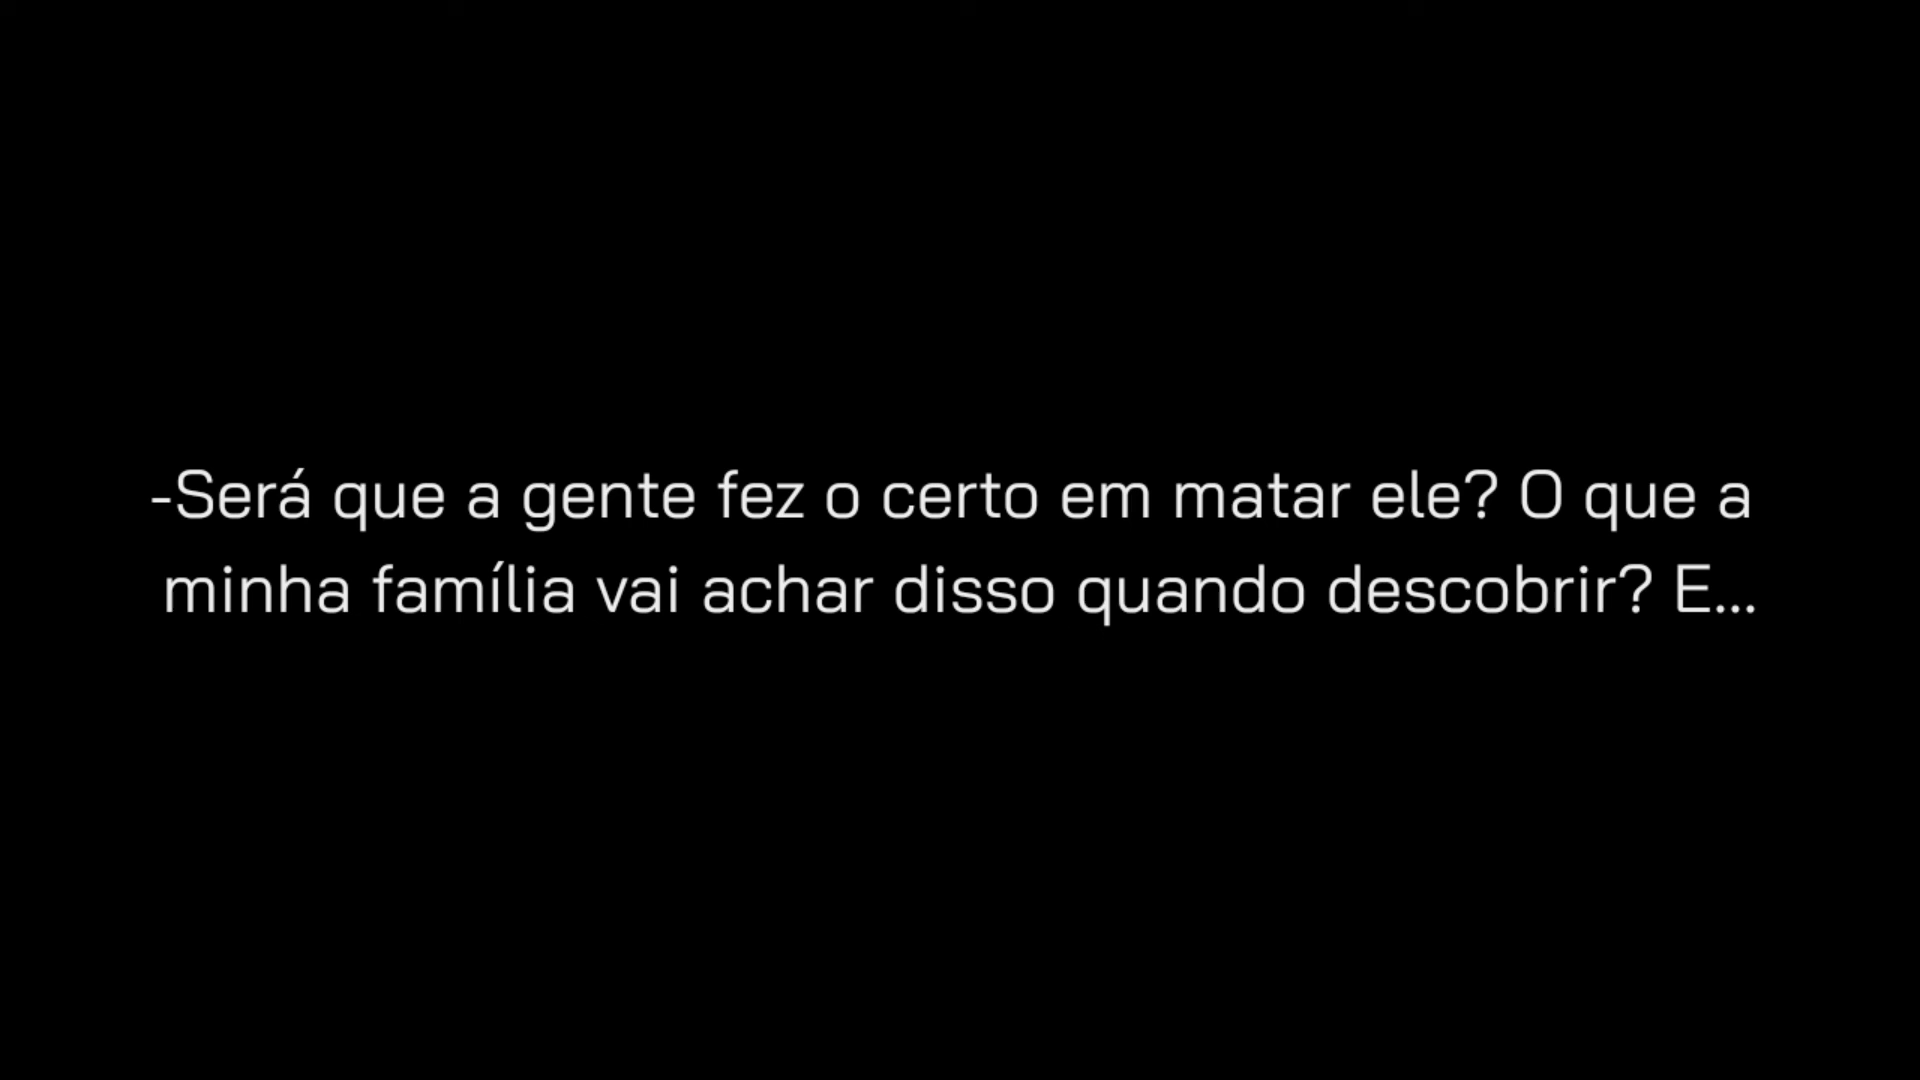 -Será que a gente fez o certo em matar ele? O que a
minha família vai achar disso quando descobrir? E...